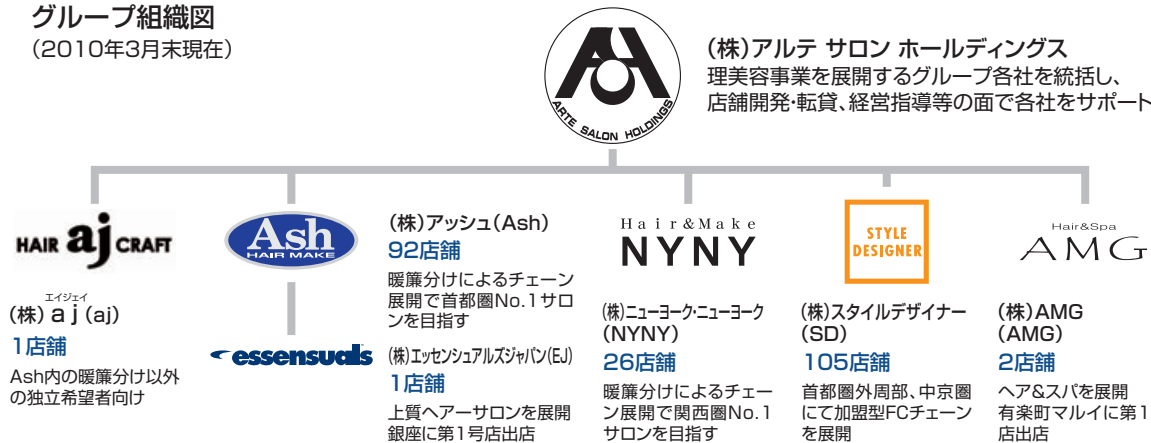 グループ組織図
(2010年3月末現在)
ARTE SALON HOLDINGS
(株)アルテ サロン ホールディングス
理美容事業を展開するグループ各社を統括し、
店舗開発・転貸、経営指導等の面で各社をサポート
HAIR aj CRAFT
エイジェイ
(株)aj(aj)
1店舗
Ash内の暖簾分け以外
の独立希望者向け
Ash
HAIR MAKE
(株)アッシュ(Ash)
92店舗
暖簾分けによるチェーン
展開で首都圏No.1サロ
ンを目指す
essensuals
(株)エッセンシュアルズジャパン(EJ)
1店舗
上質ヘアーサロンを展開
銀座に第1号店出店
Hair&Make
NYNY
(株)ニューヨーク・ニューヨーク
(NYNY)
26店舗
暖簾分けによるチェー
ン展開で関西圏No.1
サロンを目指す
STYLE
DESIGNER
(株)スタイルデザイナー
(SD)
105店舗
首都圏外周部、中京圏
にて加盟型FCチェーン
を展開
Hair&Spa
AMG
(株)AMG
(AMG)
2店舗
ヘア&スパを展開
有楽町マルイに第1
店出店